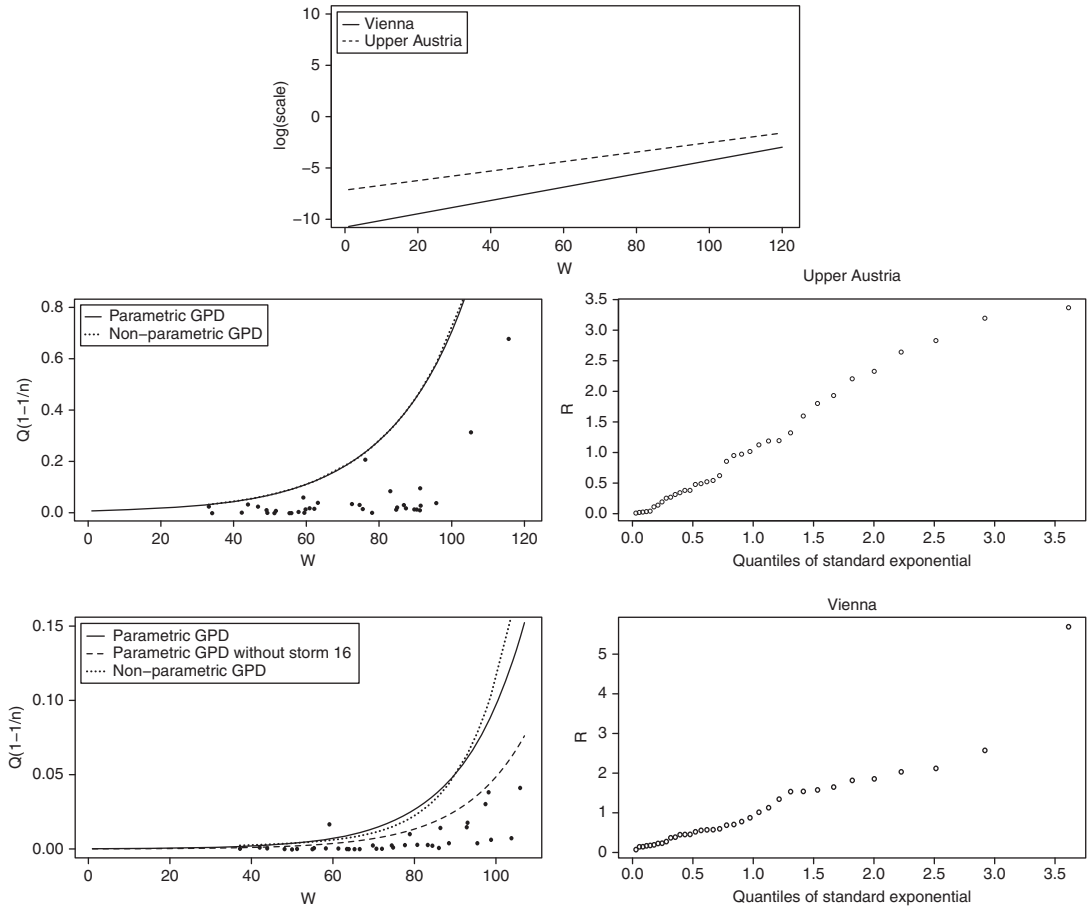 Vienna
Upper Austria
10
5
0
−5
−10
log(scale)
0 20 40 60 80 100 120
W
Parametric GPD
Non−parametric GPD
0.8
0.6
0.4
0.2
0.0
Q(1−1/n)
0 20 40 60 80 100 120
W
Upper Austria
3.5
3.0
2.5
2.0
1.5
1.0
0.5
0.0
R
0.0 0.5 1.0 1.5 2.0 2.5 3.0 3.5
Quantiles of standard exponential
Parametric GPD
Parametric GPD without storm 16
Non−parametric GPD
0.15
0.10
0.05
0.00
Q(1−1/n)
0 20 40 60 80 100
W
Vienna
5
4
3
2
1
0
R
0.0 0.5 1.0 1.5 2.0 2.5 3.0 3.5
Quantiles of standard exponential